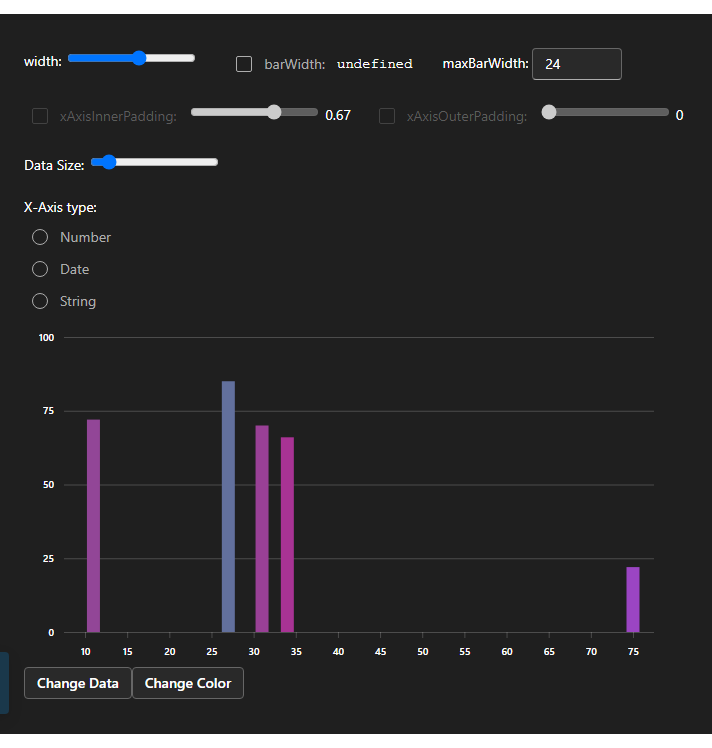 width: barWidth: undefined maxBarWidth: 24
xAxisInnerPadding: 0.67 xAxisOuterPadding: 0
Data Size:
X-Axis type:
Number
Date
String
100
75
50
25
0
10 15 20 25 30 35 40 45 50 55 60 65 70 75
Change Data Change Color